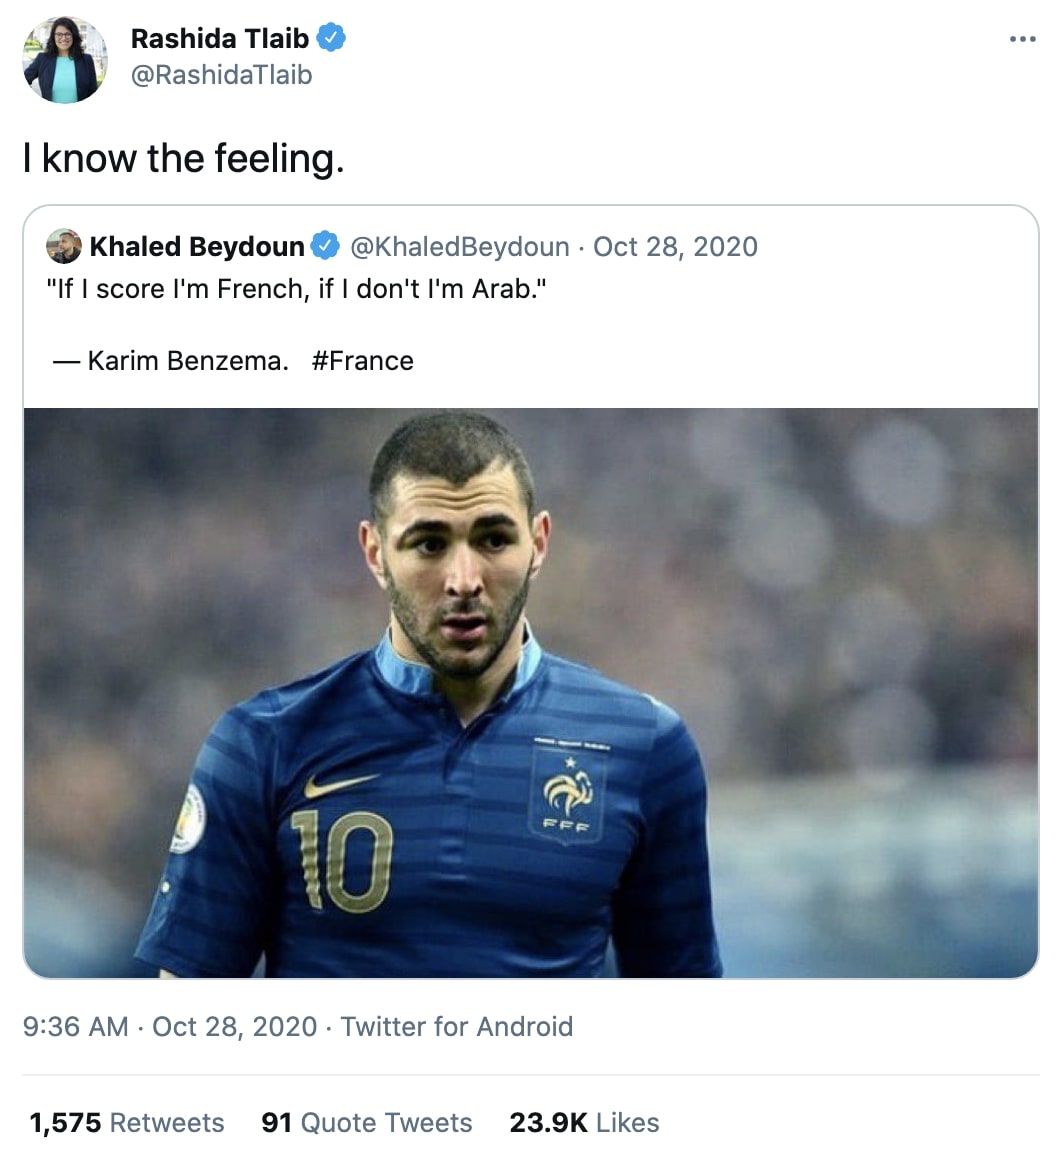 Rashida Tlaib
@RashidaTlaib
I know the feeling.
Khaled Beydoun @KhaledBeydoun · Oct 28, 2020
"If I score I'm French, if I don't I'm Arab."
— Karim Benzema. #France
FFF
10
9:36 AM · Oct 28, 2020 · Twitter for Android
1,575 Retweets 91 Quote Tweets 23.9K Likes